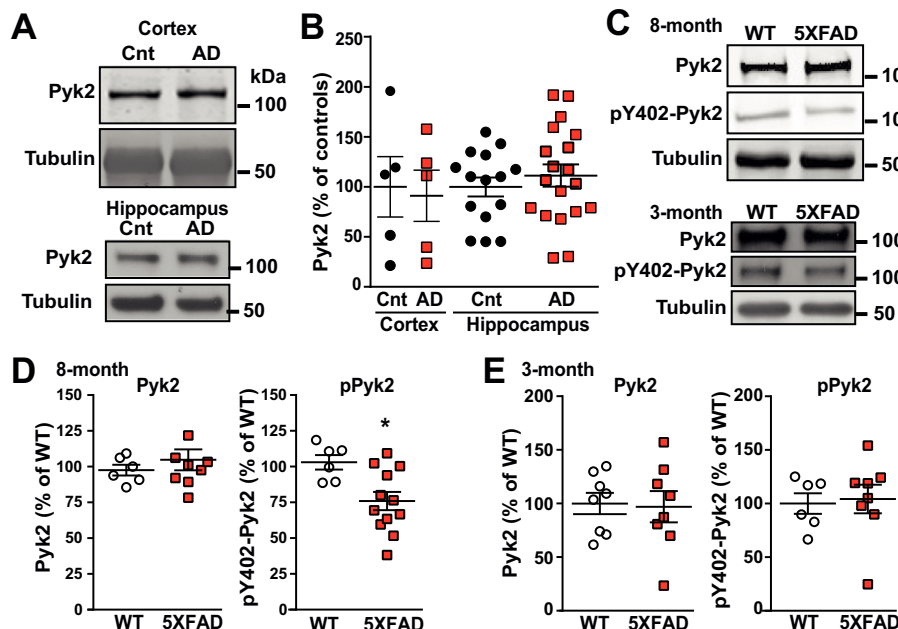 A
Cortex
Cnt AD
kDa
Pyk2
100
Tubulin
50
Hippocampus
Cnt AD
Pyk2
100
Tubulin
50
B
Pyk2 (% of controls)
250
200
150
100
50
0
Cnt AD Cnt AD
Cortex Hippocampus
C
8-month
WT 5XFAD
Pyk2
pY402-Pyk2
Tubulin
50
3-month
WT 5XFAD
Pyk2
100
pY402-Pyk2
100
Tubulin
50
D
8-month
Pyk2
Pyk2 (% of WT)
150
125
100
75
50
25
0
WT 5XFAD
pPyk2
pY402-Pyk2 (% of WT)
150
125
100
75
50
25
0
*
WT 5XFAD
E
3-month
Pyk2
Pyk2 (% of WT)
200
150
100
50
0
WT 5XFAD
pPyk2
pY402-Pyk2 (% of WT)
200
150
100
50
0
WT 5XFAD